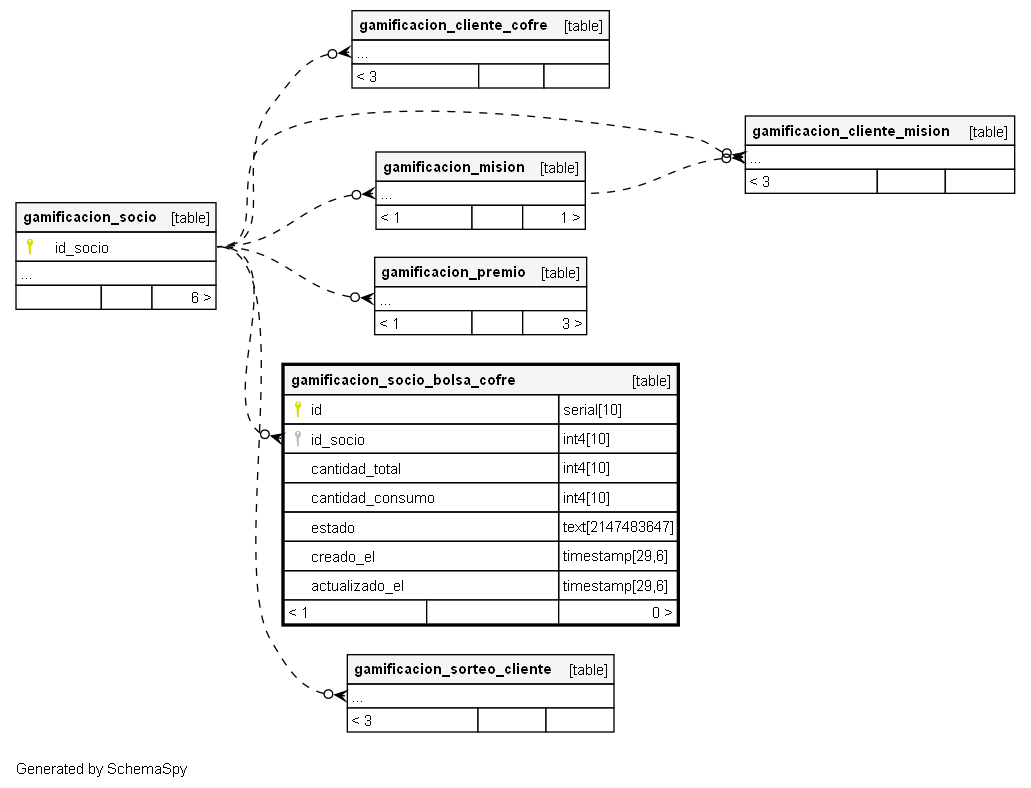 gamificacion_cliente_cofre [table]
...
< 3
gamificacion_cliente_mision [table]
...
< 3
gamificacion_mision [table]
...
< 1 1 >
gamificacion_socio [table]
id_socio
...
6 >
gamificacion_premio [table]
...
< 1 3 >
gamificacion_socio_bolsa_cofre [table]
id serial[10]
id_socio int4[10]
cantidad_total int4[10]
cantidad_consumo int4[10]
estado text[2147483647]
creado_el timestamp[29,6]
actualizado_el timestamp[29,6]
< 1 0 >
gamificacion_sorteo_cliente [table]
...
< 3
Generated by SchemaSpy